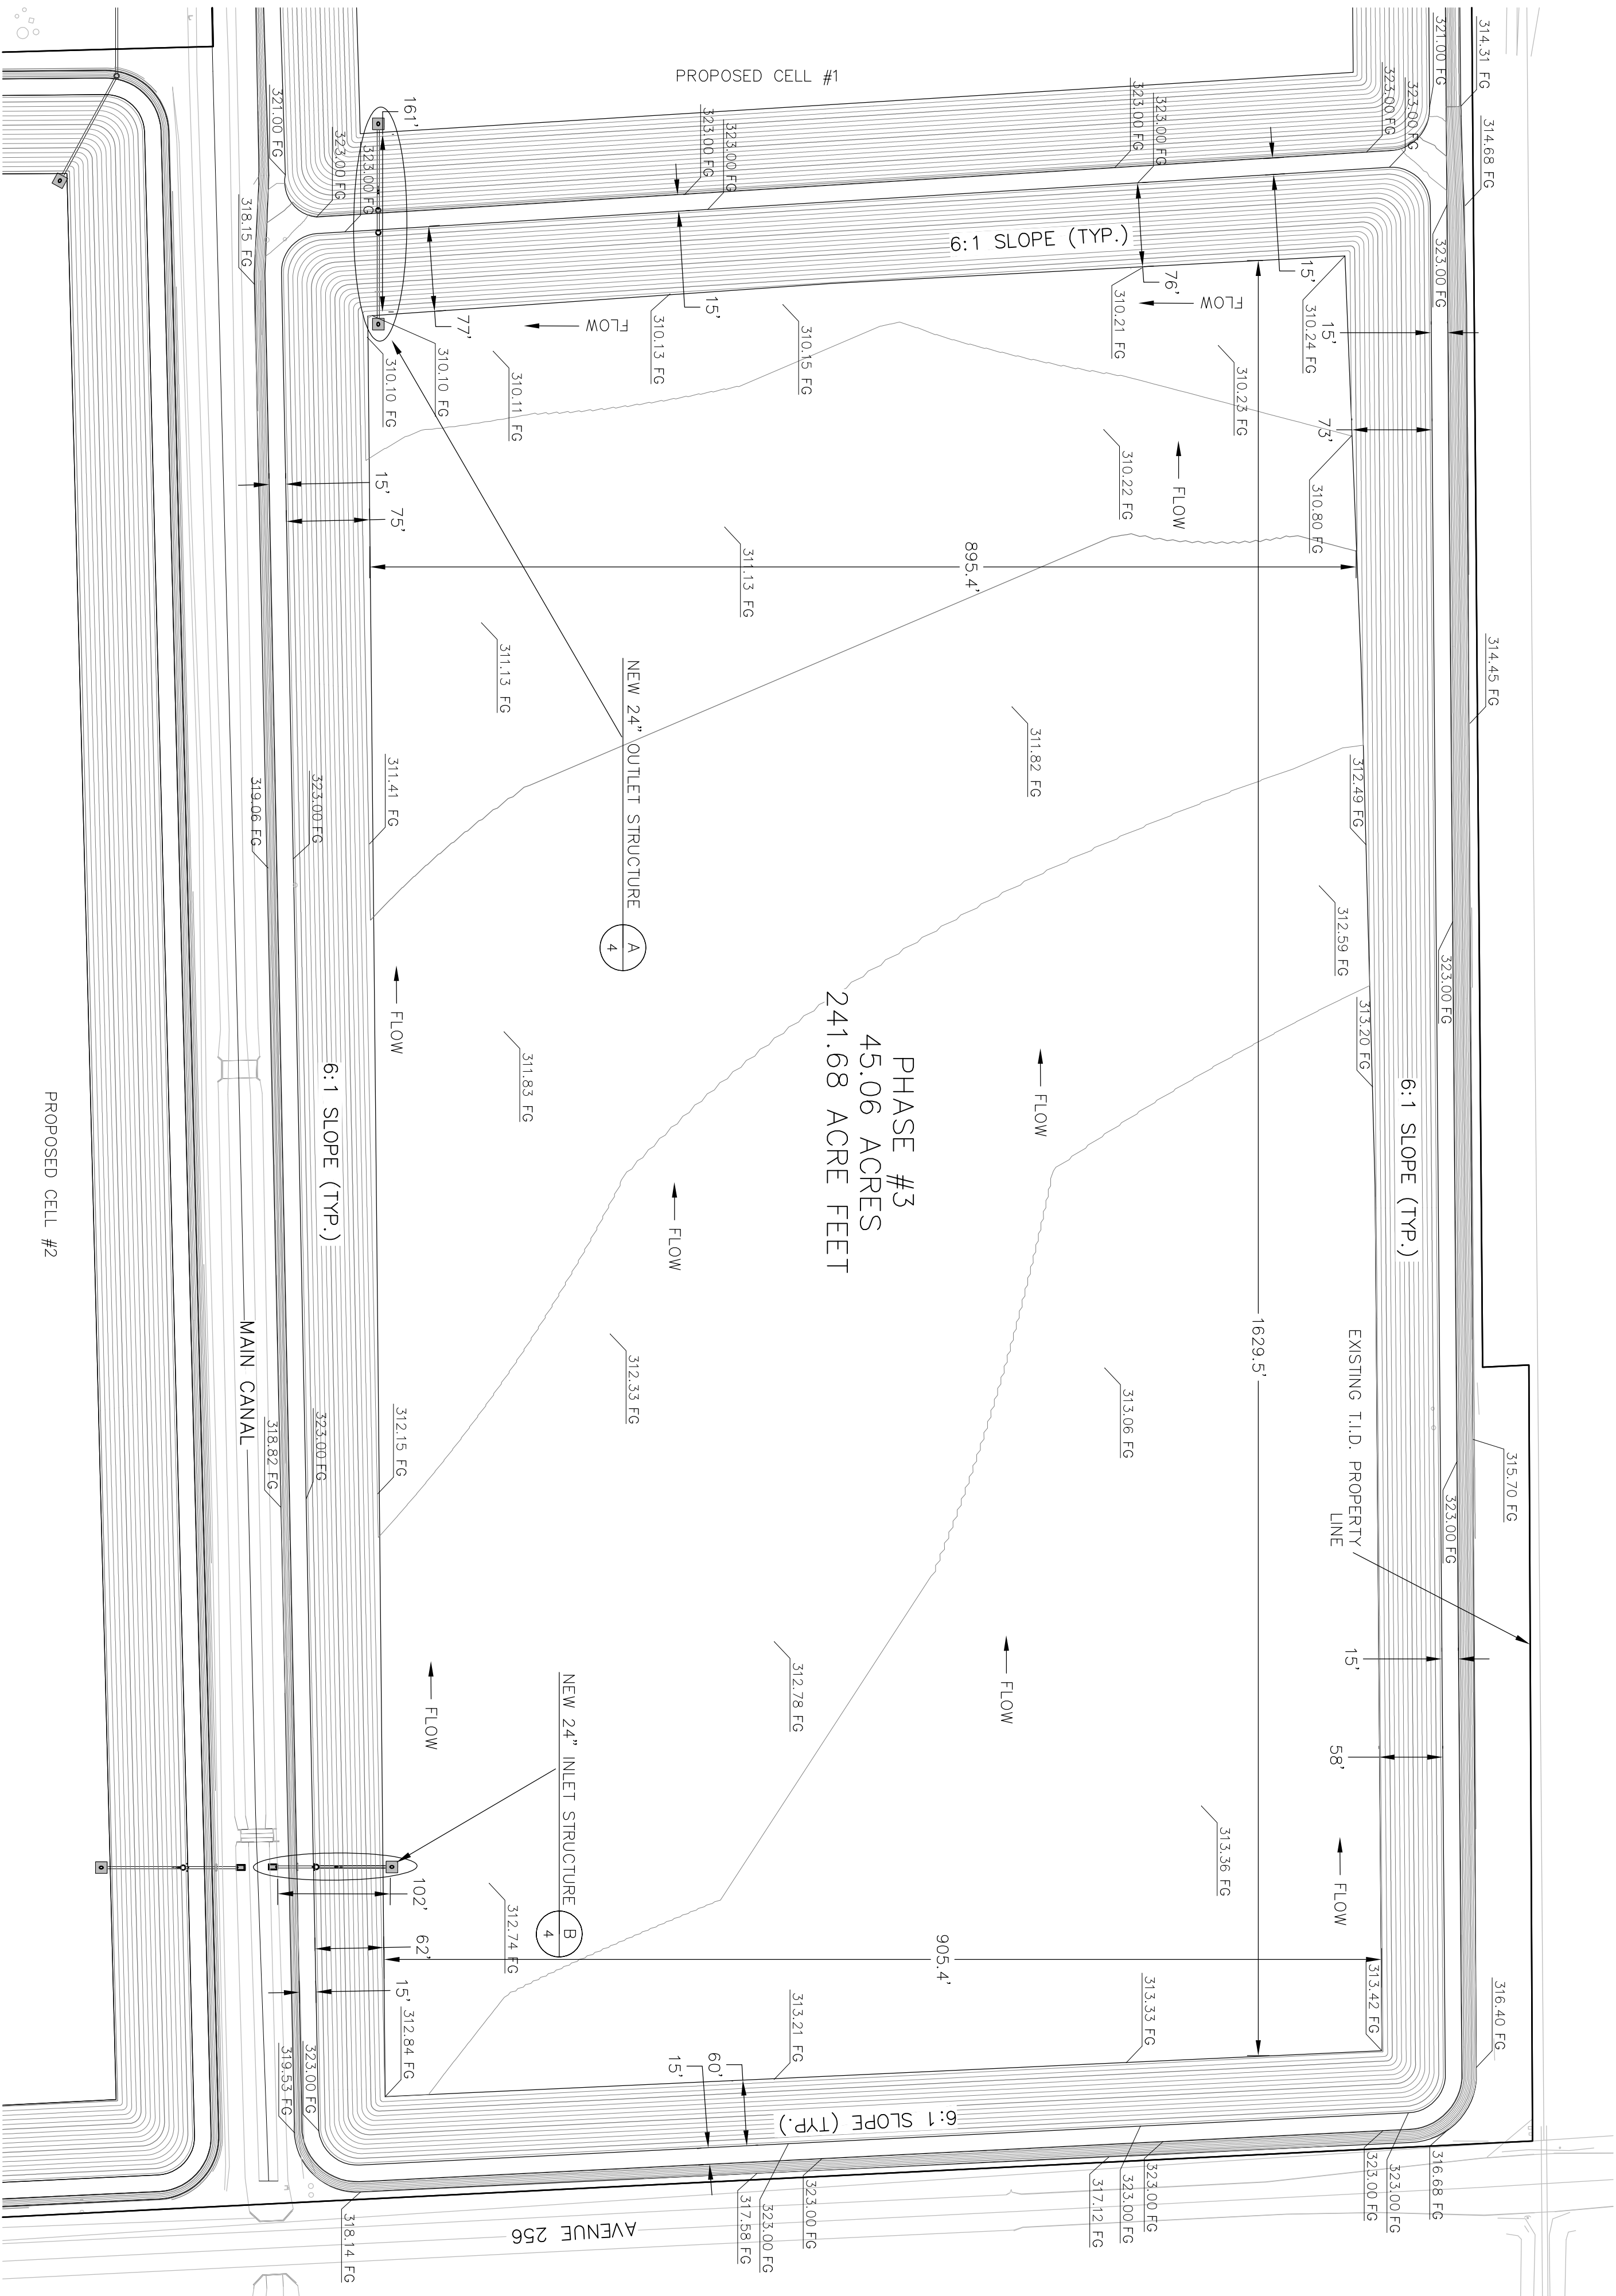 PROPOSED CELL #1
314.31 FG
321.00 FG
323.00 FG
323.00 FG
314.68 FG
323.00 FG
323.00 FG
323.00 FG
323.00 FG
321.00 FG
161'
323.00 FG
323.00 FG
318.15 FG
6:1 SLOPE (TYP.)
323.00 FG
15'
76'
15'
77'
15'
310.24 FG
310.21 FG
FLOW
310.13 FG
310.15 FG
FLOW
310.10 FG
310.10 FG
310.11 FG
310.23 FG
73'
310.80 FG
310.22 FG
FLOW
15'
75'
895.4'
311.13 FG
311.13 FG
314.45 FG
NEW 24" OUTLET STRUCTURE
A
4
311.82 FG
312.49 FG
311.41 FG
323.00 FG
319.06 FG
312.59 FG
323.00 FG
313.20 FG
FLOW
311.83 FG
PHASE #3
45.06 ACRES
241.68 ACRE FEET
FLOW
FLOW
6:1 SLOPE (TYP.)
6:1 SLOPE (TYP.)
PROPOSED CELL #2
MAIN CANAL
1629.5'
EXISTING T.I.D. PROPERTY
LINE
312.33 FG
313.06 FG
312.15 FG
323.00 FG
318.82 FG
315.70 FG
323.00 FG
15'
58'
312.78 FG
FLOW
FLOW
NEW 24" INLET STRUCTURE
B
4
313.36 FG
FLOW
102'
62'
15'
312.74 FG
905.4'
313.42 FG
316.40 FG
313.33 FG
313.21 FG
312.84 FG
323.00 FG
319.53 FG
60'
15'
6:1 SLOPE (TYP.)
316.68 FG
323.00 FG
323.00 FG
323.00 FG
323.00 FG
317.12 FG
323.00 FG
323.00 FG
317.58 FG
318.14 FG
AVENUE 256